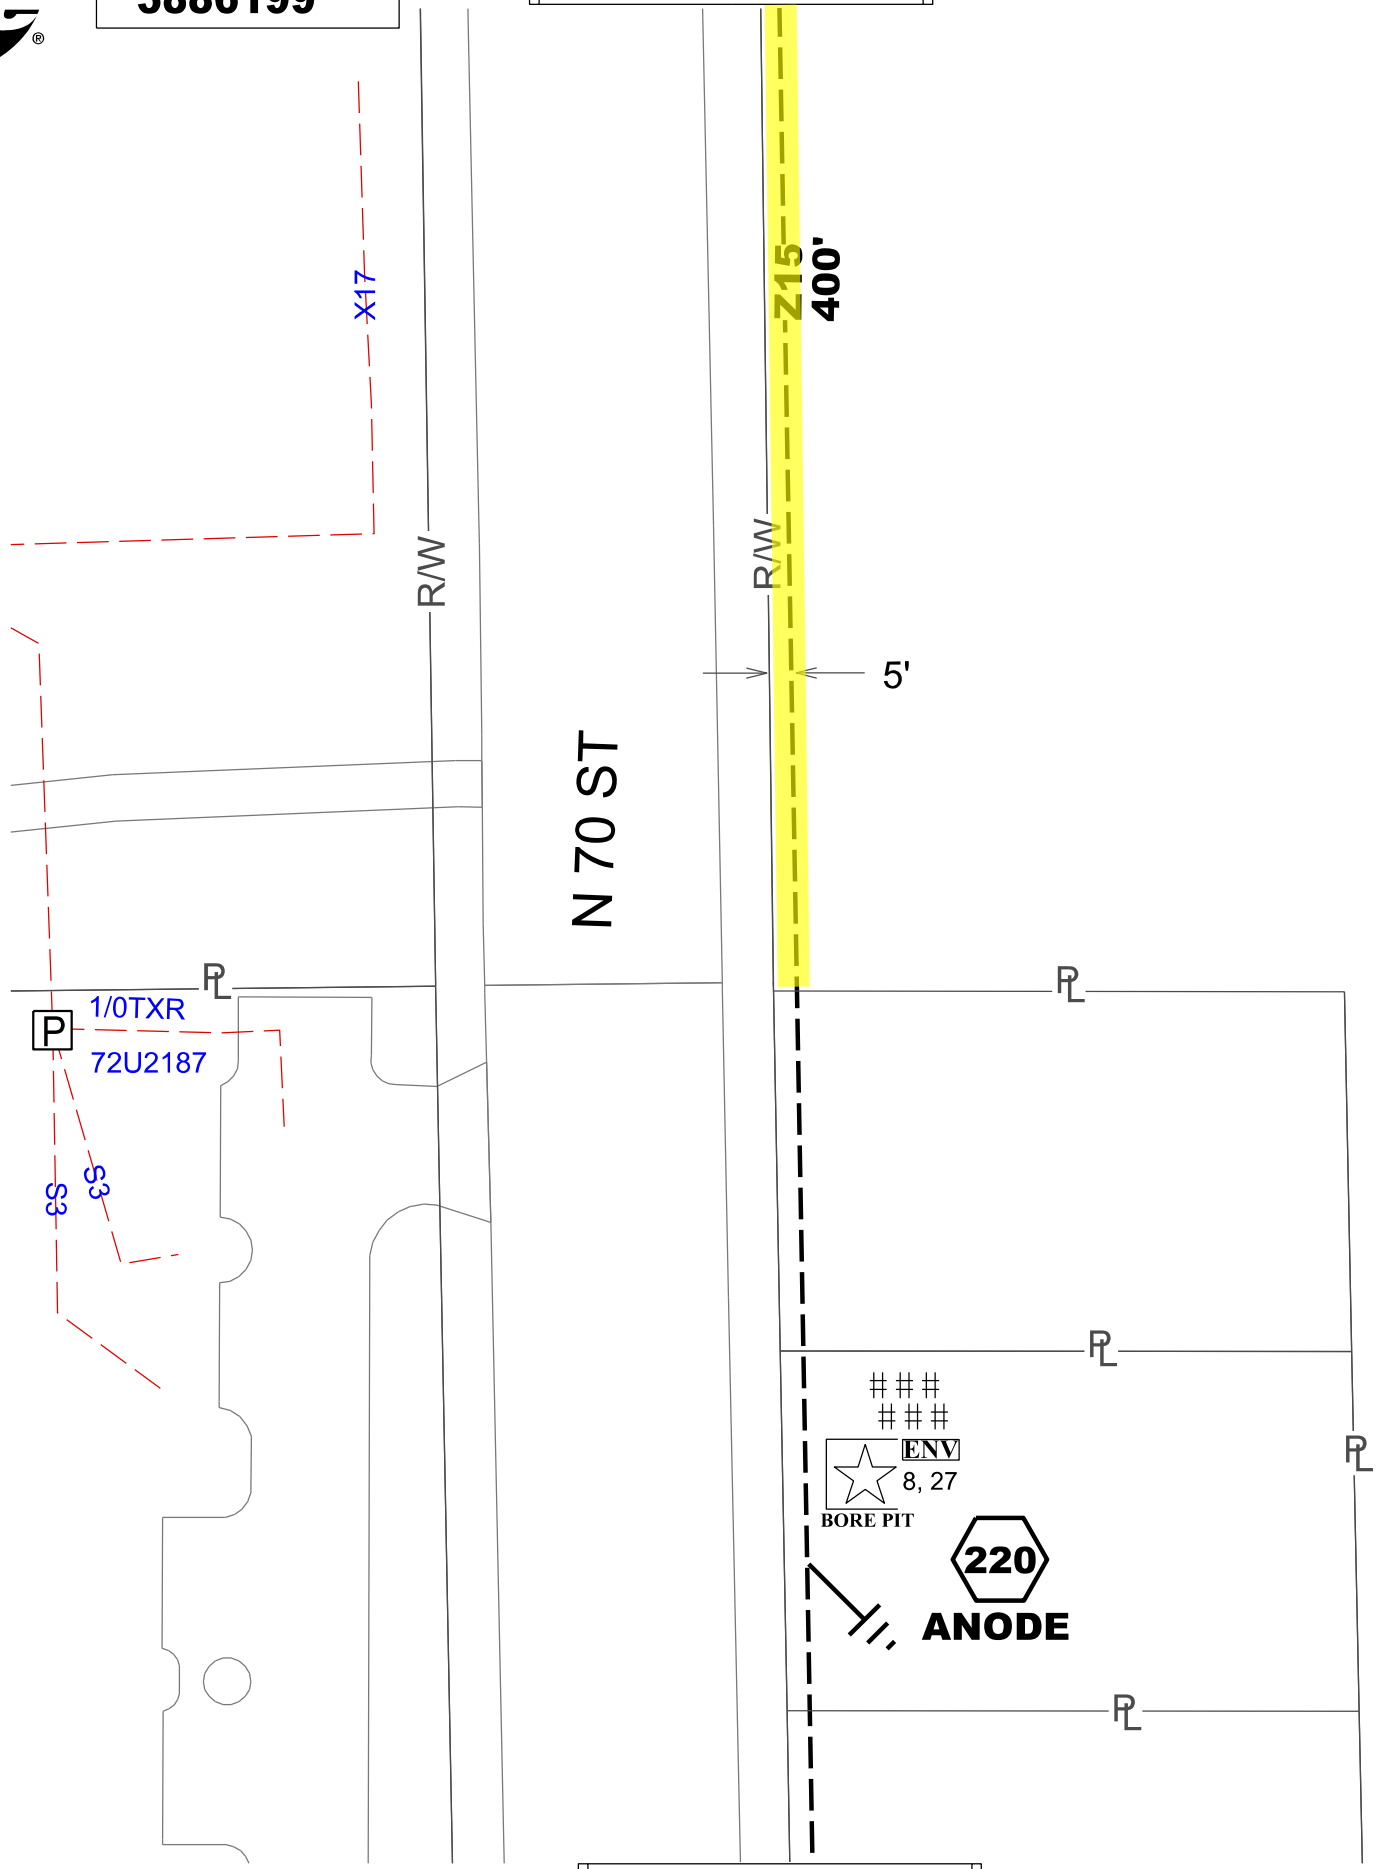 ®
X17
Z15
400'
R/W
R/W
5'
N 70 ST
PL
PL
1/0TXR
P
72U2187
S3
S3
PL
# # #
# # #
ENV
8, 27
PL
BORE PIT
220
ANODE
PL